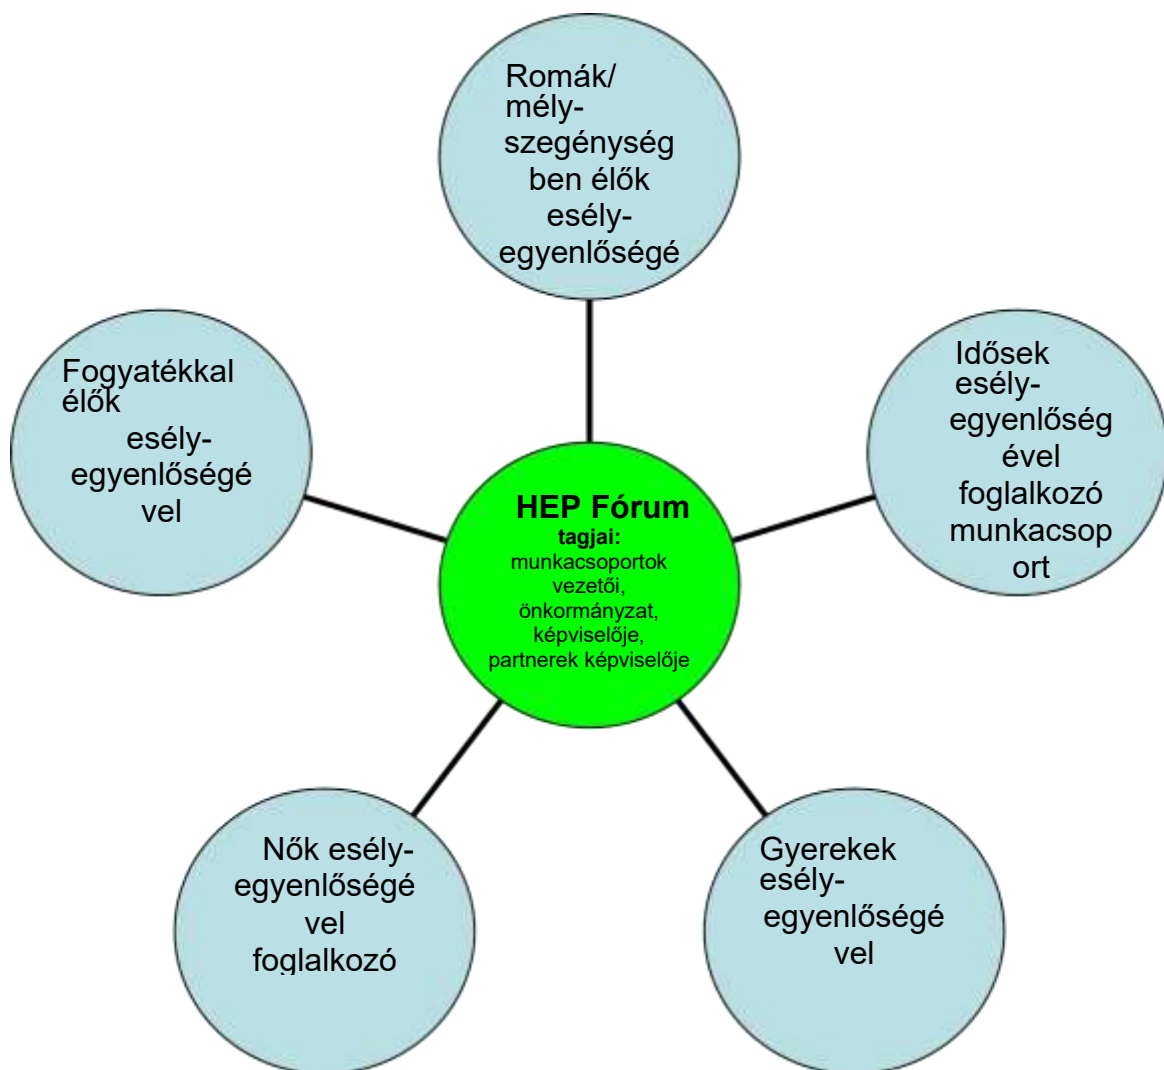 Romák/
mély-
szegénység
ben élők
esély-
egyenlőségé
Fogyatékkal
élők
esély-
egyenlőségé
vel
Idősek
esély-
egyenlőség
ével
foglalkozó
munkacsop
ort
HEP Fórum
tagjai:
munkacsoportok
vezetői,
önkormányzat,
képviselője,
partnerek képviselője
Nők esély-
egyenlőségé
vel
foglalkozó
Gyerekek
esély-
egyenlőségé
vel